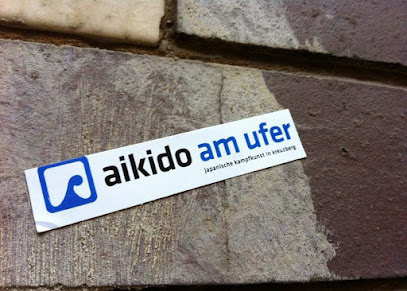 aikido am ufer
japanische kampfkunst in kreuzberg